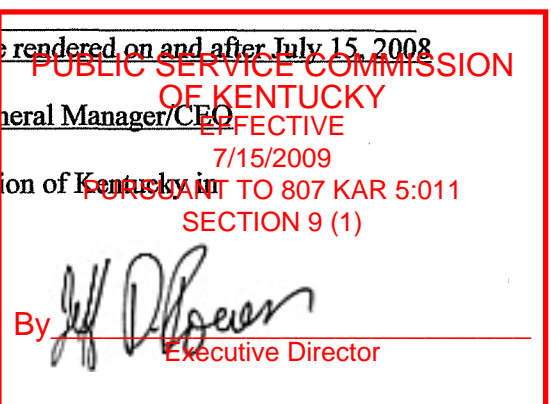 e rendered on and after July 15, 2008
PUBLIC SERVICE COMMISSION
OF KENTUCKY
neral Manager/CEO
EFFECTIVE
7/15/2009
ion of Kentucky in
PURSUANT TO 807 KAR 5:011
SECTION 9 (1)
By
Executive Director